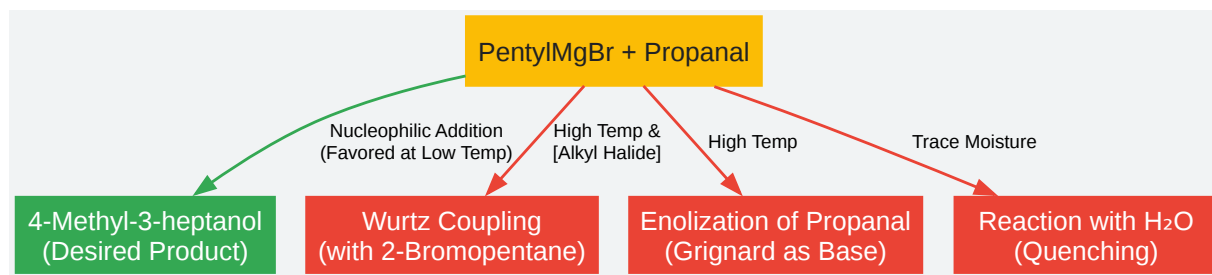 PentylMgBr + Propanal
Nucleophilic Addition
(Favored at Low Temp)
High Temp &
[Alkyl Halide]
High Temp
Trace Moisture
4-Methyl-3-heptanol
(Desired Product)
Wurtz Coupling
(with 2-Bromopentane)
Enolization of Propanal
(Grignard as Base)
Reaction with H₂O
(Quenching)